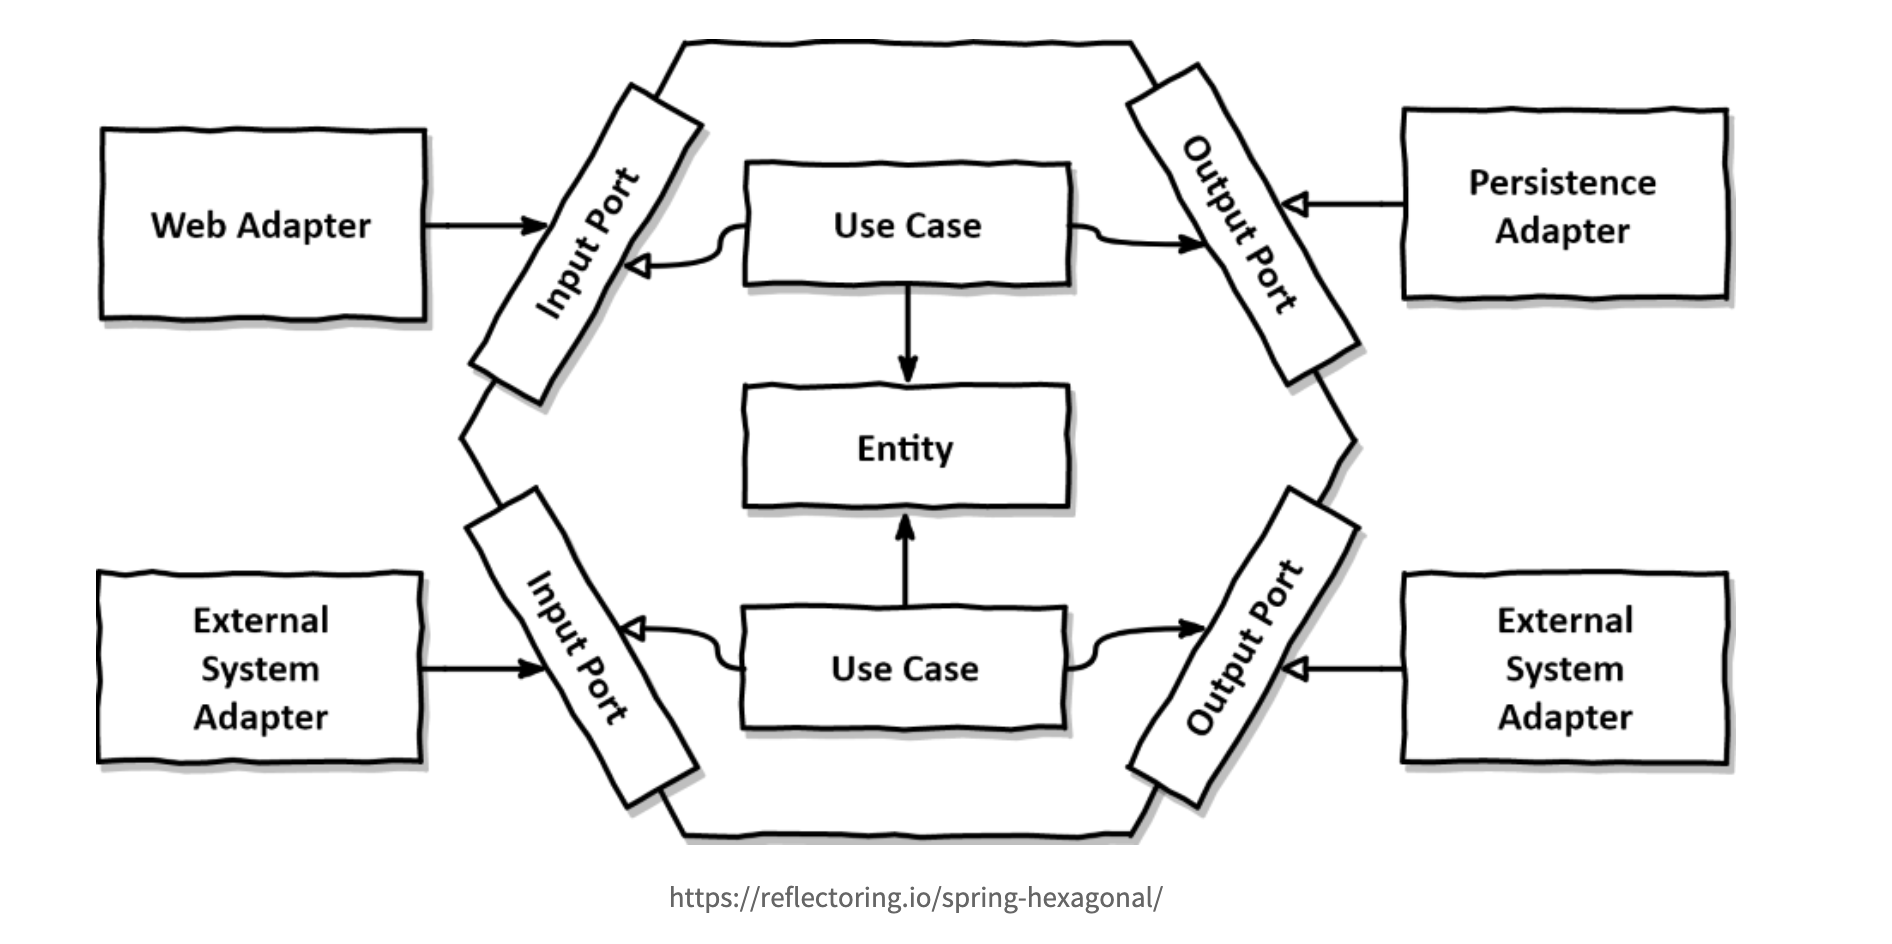 Web Adapter
Input Port
Use Case
Output Port
Persistence
Adapter
Entity
External
System
Adapter
Input Port
Use Case
Output Port
External
System
Adapter
https://reflectoring.io/spring-hexagonal/